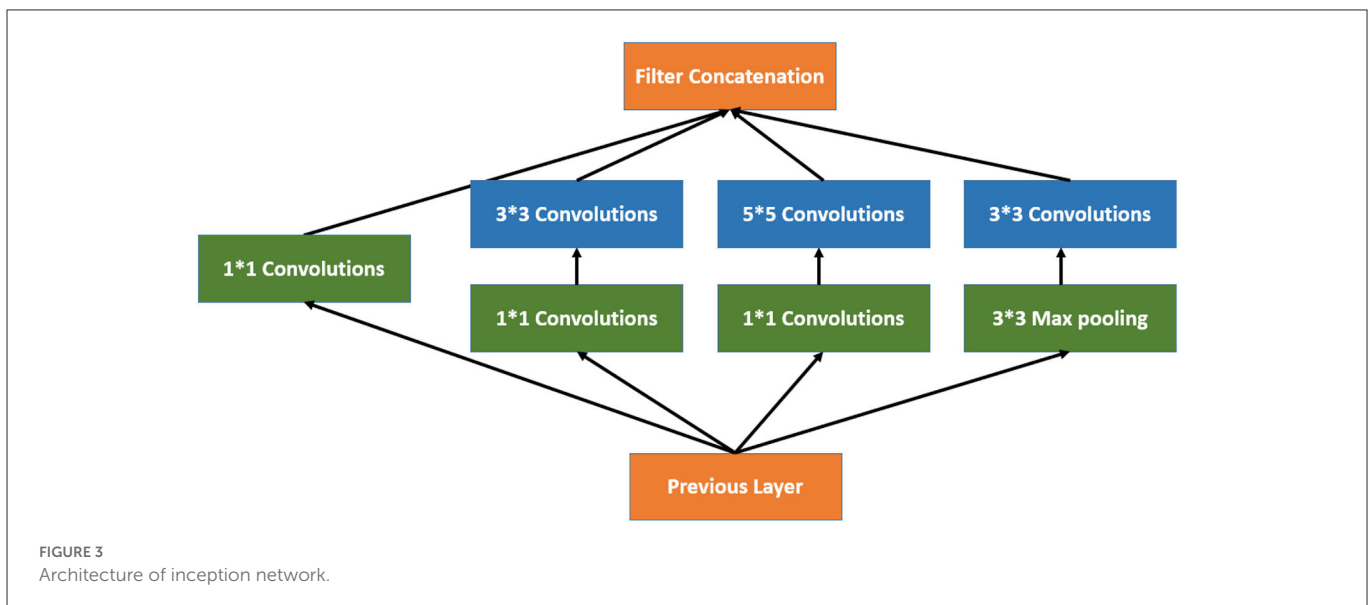 Filter Concatenation
3*3 Convolutions
5*5 Convolutions
3*3 Convolutions
1*1 Convolutions
1*1 Convolutions
1*1 Convolutions
3*3 Max pooling
Previous Layer
FIGURE 3
Architecture of inception network.